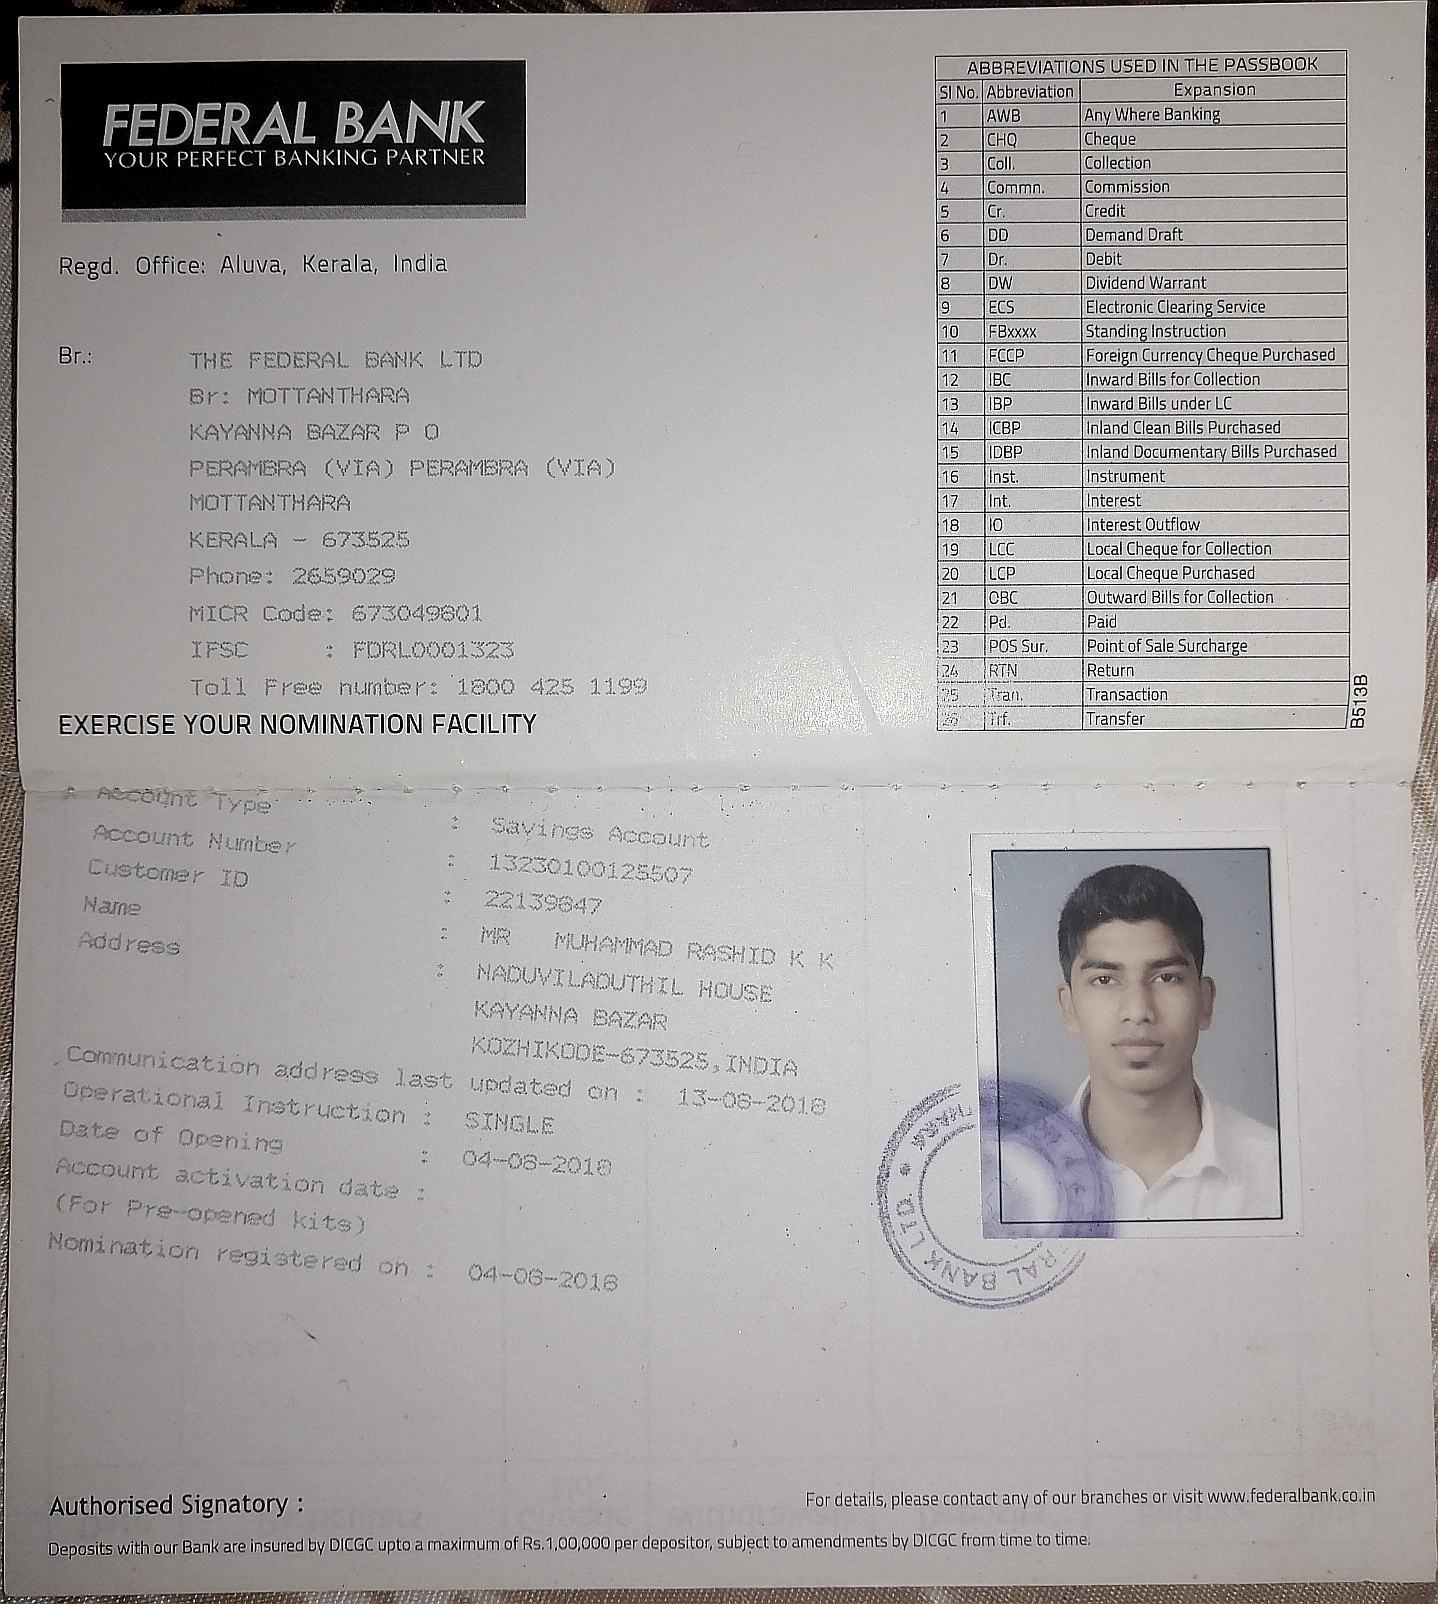 FEDERAL BANK
YOUR PERFECT BANKING PARTNER
Regd. Office: Aluva, Kerala, India
Br.: THE FEDERAL BANK LTD
Br: MOTTANTHARA
KAYANNA BAZAR P O
PERAMBRA (VIA) PERAMBRA (VIA)
MOTTANTHARA
KERALA - 673525
Phone: 2659029
MICR Code: 673049801
IFSC : FDRL0001323
Toll Free number: 1800 425 1199
EXERCISE YOUR NOMINATION FACILITY
ABBREVIATIONS USED IN THE PASSBOOK
Sl No. Abbreviation Expansion
1 AWB Any Where Banking
2 CHQ Cheque
3 Coll. Collection
4 Commn. Commission
5 Cr. Credit
6 DD Demand Draft
7 Dr. Debit
8 DW Dividend Warrant
9 ECS Electronic Clearing Service
10 FBxxxx Standing Instruction
11 FCCP Foreign Currency Cheque Purchased
12 IBC Inward Bills for Collection
13 IBP Inward Bills under LC
14 ICBP Inland Clean Bills Purchased
15 IDBP Inland Documentary Bills Purchased
16 Inst. Instrument
17 Int. Interest
18 IO Interest Outflow
19 LCC Local Cheque for Collection
20 LCP Local Cheque Purchased
21 OBC Outward Bills for Collection
22 Pd. Paid
23 POS Sur. Point of Sale Surcharge
24 RTN Return
25 Tran. Transaction
26 Trf. Transfer
B513B
Account Type : Savings Account
Account Number : 13230100125507
Customer ID : 22139847
Name : MR MUHAMMAD RASHID K K
Address : NADUVILADUTHIL HOUSE
KAYANNA BAZAR
KOZHIKODE-673525,INDIA
Communication address last updated on : 13-08-2018
Operational Instruction : SINGLE
Date of Opening : 04-08-2018
Account activation date :
(For Pre-opened kits)
Nomination registered on : 04-08-2018
RAL BANK LTD.
Authorised Signatory :
For details, please contact any of our branches or visit www.federalbank.co.in
Deposits with our Bank are insured by DICGC upto a maximum of Rs.1,00,000 per depositor, subject to amendments by DICGC from time to time.